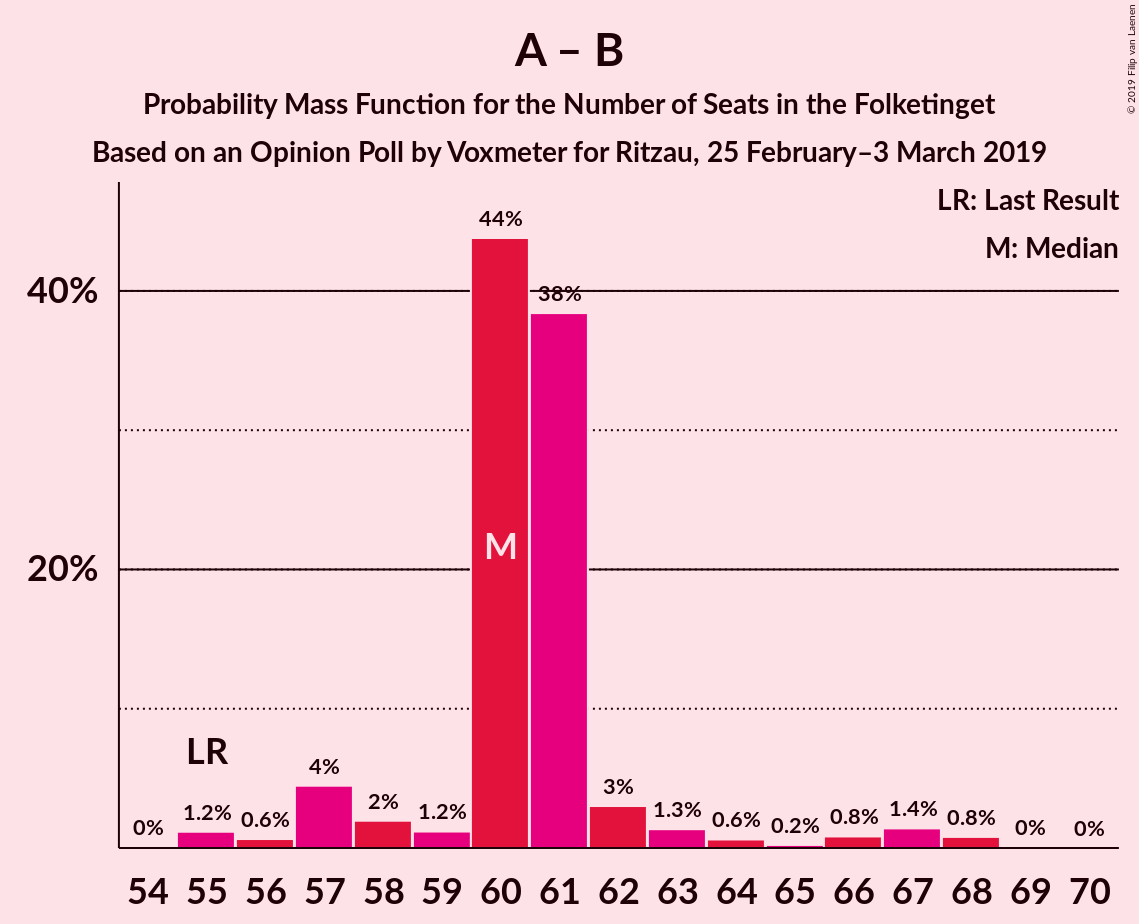 A – B
Probability Mass Function for the Number of Seats in the Folketinget
Based on an Opinion Poll by Voxmeter for Ritzau, 25 February–3 March 2019
© 2019 Filip van Laenen
LR: Last Result
M: Median
40%
20%
LR
M
0%
1.2%
0.6%
4%
2%
1.2%
44%
38%
3%
1.3%
0.6%
0.2%
0.8%
1.4%
0.8%
0%
0%
54 55 56 57 58 59 60 61 62 63 64 65 66 67 68 69 70